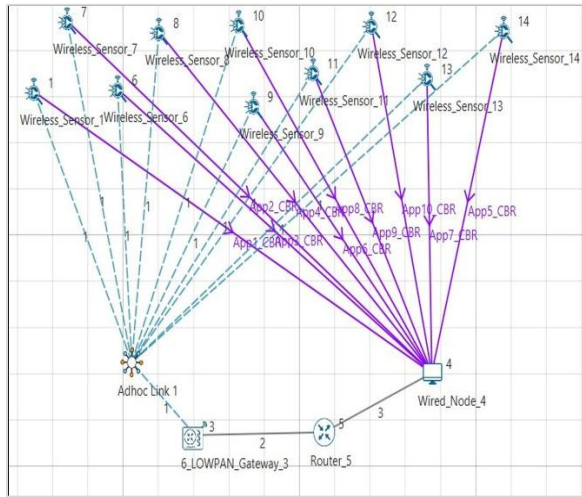 7
8
10
12
14
Wireless_Sensor_7
Wireless_Sensor_8
Wireless_Sensor_10
Wireless_Sensor_12
Wireless_Sensor_14
1
6
11
13
9
Wireless_Sensor_1
Wireless_Sensor_6
Wireless_Sensor_9
Wireless_Sensor_11
Wireless_Sensor_13
1
1
1
1
1
1
1
App2_CBR
App4_CBR
App8_CBR
App10_CBR
App5_CBR
App1_CBR
App3_CBR
App6_CBR
App9_CBR
App7_CBR
Adhoc Link 1
1
4
Wired_Node_4
3
3
2
5
6_LOWPAN_Gateway_3
Router_5